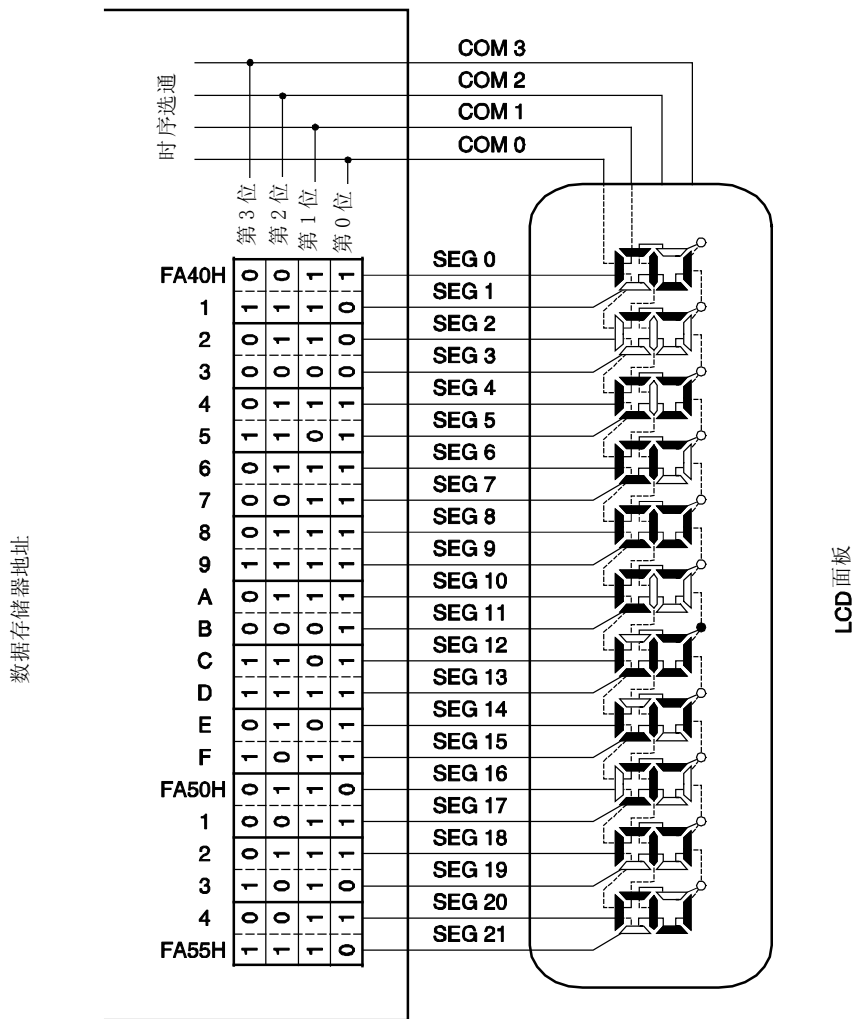 COM 3
COM 2
COM 1
COM 0
时序选通
第3位 第2位 第1位 第0位
FA40H 0 0 1 1 SEG 0
1 1 1 1 0 SEG 1
2 0 1 1 0 SEG 2
3 0 0 0 0 SEG 3
4 0 1 1 1 SEG 4
5 1 1 0 1 SEG 5
6 0 1 1 1 SEG 6
7 0 0 1 1 SEG 7
8 0 1 1 1 SEG 8
9 1 1 1 1 SEG 9
A 0 1 1 1 SEG 10
B 0 0 0 1 SEG 11
C 1 1 0 1 SEG 12
D 1 1 1 1 SEG 13
E 0 1 0 1 SEG 14
F 1 0 1 1 SEG 15
FA50H 0 1 1 0 SEG 16
1 0 0 1 1 SEG 17
2 0 1 1 1 SEG 18
3 1 0 1 0 SEG 19
4 0 0 1 1 SEG 20
FA55H 1 1 1 0 SEG 21
数据存储器地址
LCD面板